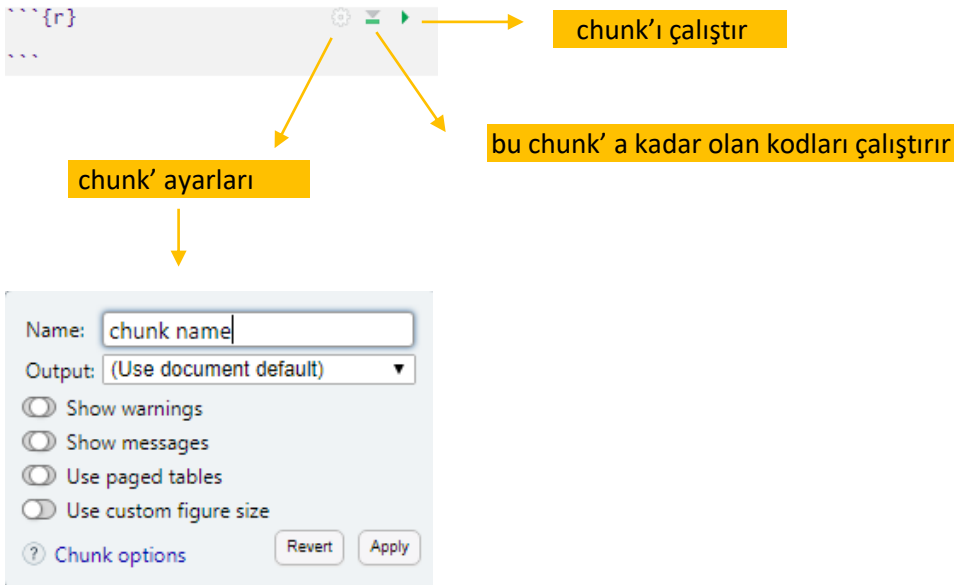 ```{r}
```
chunk’ı çalıştır
bu chunk’ a kadar olan kodları çalıştırır
chunk’ ayarları
Name: chunk name
Output: (Use document default)
Show warnings
Show messages
Use paged tables
Use custom figure size
? Chunk options Revert Apply